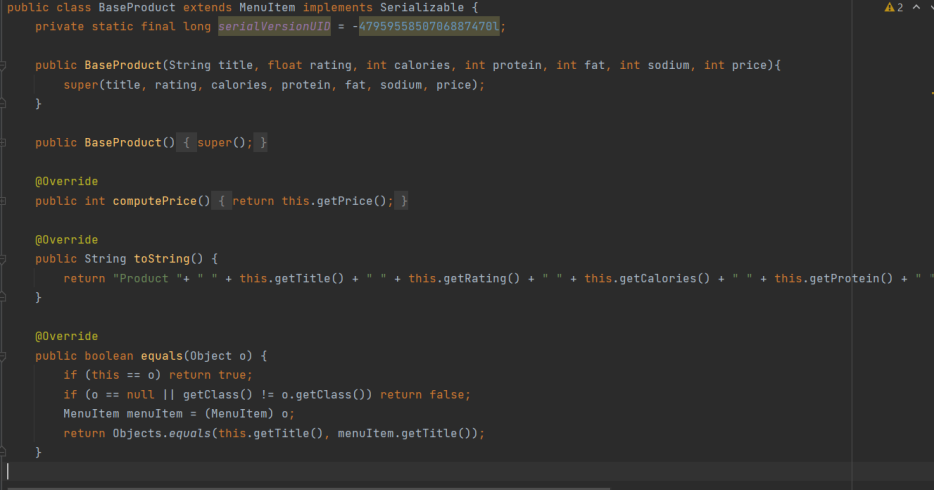 public class BaseProduct extends MenuItem implements Serializable {
2
private static final long serialVersionUID = -4795955850706887470l;
public BaseProduct(String title, float rating, int calories, int protein, int fat, int sodium, int price){
super(title, rating, calories, protein, fat, sodium, price);
}
public BaseProduct() { super(); }
@Override
public int computePrice() { return this.getPrice(); }
@Override
public String toString() {
return "Product "+ " " + this.getTitle() + " " + this.getRating() + " " + this.getCalories() + " " + this.getProtein() + " "
}
@Override
public boolean equals(Object o) {
if (this == o) return true;
if (o == null || getClass() != o.getClass()) return false;
MenuItem menuItem = (MenuItem) o;
return Objects.equals(this.getTitle(), menuItem.getTitle());
}